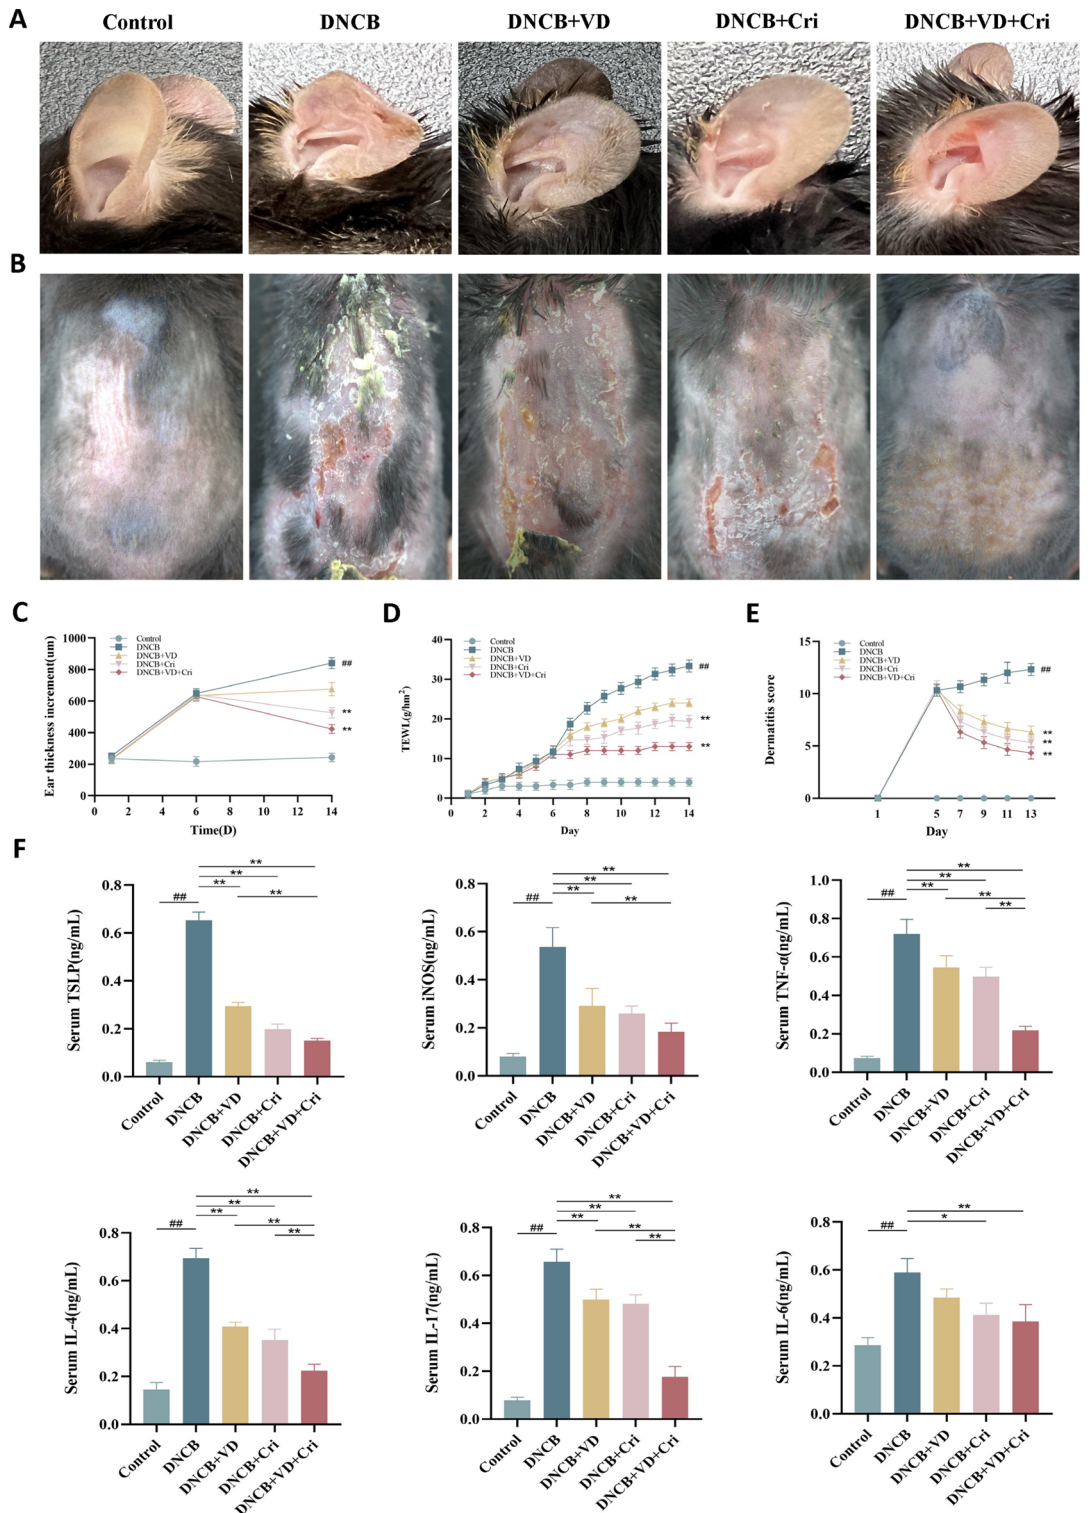 A
Control
DNCB
DNCB+VD
DNCB+Cri
DNCB+VD+Cri
B
C
Ear thickness increment(um)
1000
800
600
400
200
0
0
2
4
6
8
10
12
14
Time(D)
Control
DNCB
DNCB+VD
DNCB+Cri
DNCB+VD+Cri
##
**
**
D
TEWL(g/hm²)
40
30
20
10
0
0
2
4
6
8
10
12
14
Day
Control
DNCB
DNCB+VD
DNCB+Cri
DNCB+VD+Cri
##
**
**
E
Dermatitis score
15
10
5
0
1
5
7
9
11
13
Day
Control
DNCB
DNCB+VD
DNCB+Cri
DNCB+VD+Cri
##
**
**
**
F
Serum TSLP(ng/mL)
0.8
0.6
0.4
0.2
0.0
##
**
**
**
**
Control
DNCB
DNCB+VD
DNCB+Cri
DNCB+VD+Cri
Serum iNOS(ng/mL)
0.8
0.6
0.4
0.2
0.0
##
**
**
**
**
Control
DNCB
DNCB+VD
DNCB+Cri
DNCB+VD+Cri
Serum TNF-α(ng/mL)
1.0
0.8
0.6
0.4
0.2
0.0
##
**
**
**
**
**
Control
DNCB
DNCB+VD
DNCB+Cri
DNCB+VD+Cri
Serum IL-4(ng/mL)
0.8
0.6
0.4
0.2
0.0
##
**
**
**
**
**
Control
DNCB
DNCB+VD
DNCB+Cri
DNCB+VD+Cri
Serum IL-17(ng/mL)
0.8
0.6
0.4
0.2
0.0
##
**
**
**
**
**
Control
DNCB
DNCB+VD
DNCB+Cri
DNCB+VD+Cri
Serum IL-6(ng/mL)
0.8
0.6
0.4
0.2
0.0
##
**
*
Control
DNCB
DNCB+VD
DNCB+Cri
DNCB+VD+Cri